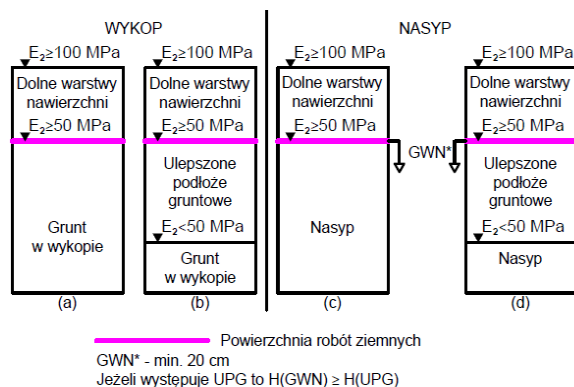 WYKOP
NASYP
E₂≥100 MPa
Dolne warstwy
nawierzchni
E₂≥50 MPa
Grunt
w wykopie
(a)
E₂≥100 MPa
Dolne warstwy
nawierzchni
E₂≥50 MPa
Ulepszone
podłoże
gruntowe
E₂<50 MPa
Grunt
w wykopie
(b)
E₂≥100 MPa
Dolne warstwy
nawierzchni
E₂≥50 MPa
Nasyp
(c)
GWN*
E₂≥100 MPa
Dolne warstwy
nawierzchni
E₂≥50 MPa
Ulepszone
podłoże
gruntowe
E₂<50 MPa
Nasyp
(d)
Powierzchnia robót ziemnych
GWN* - min. 20 cm
Jeżeli występuje UPG to H(GWN) ≥ H(UPG)